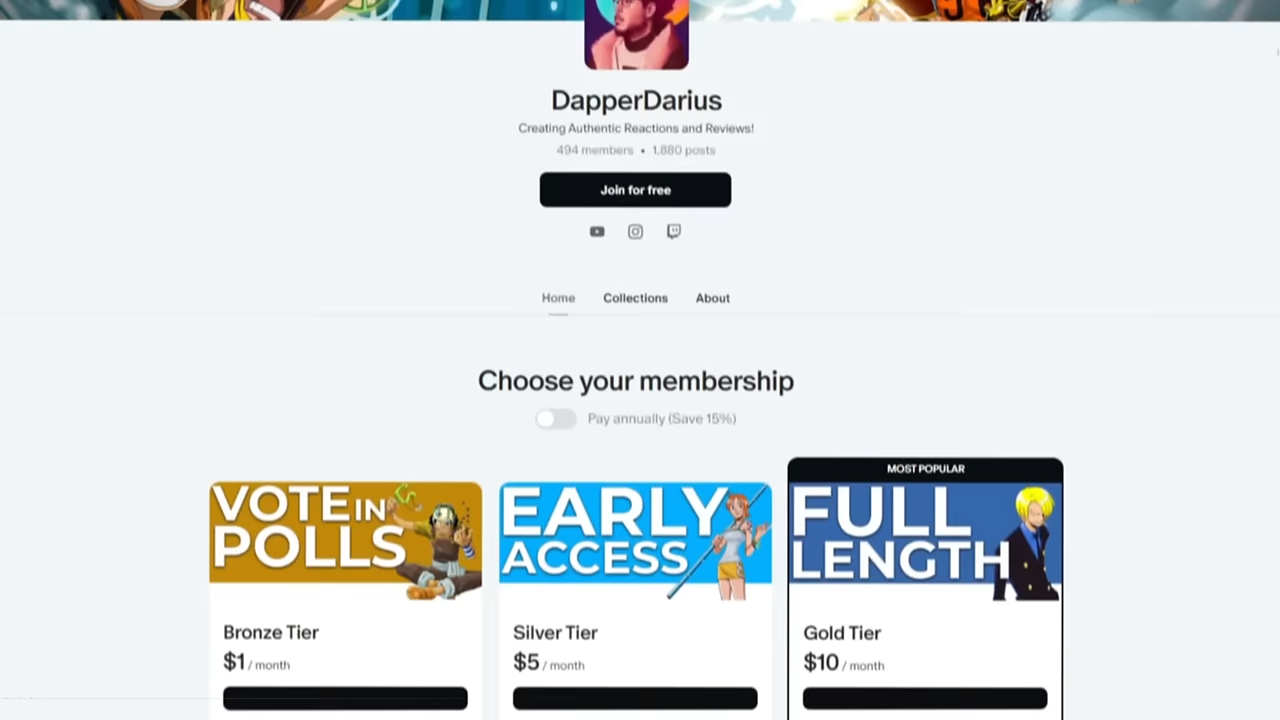 DapperDarius
Creating Authentic Reactions and Reviews!
494 members • 1,880 posts
Join for free
Home Collections About
Choose your membership
Pay annually (Save 15%)
MOST POPULAR
VOTE IN
POLLS
EARLY
ACCESS
FULL
LENGTH
Bronze Tier
$1 / month
Silver Tier
$5 / month
Gold Tier
$10 / month